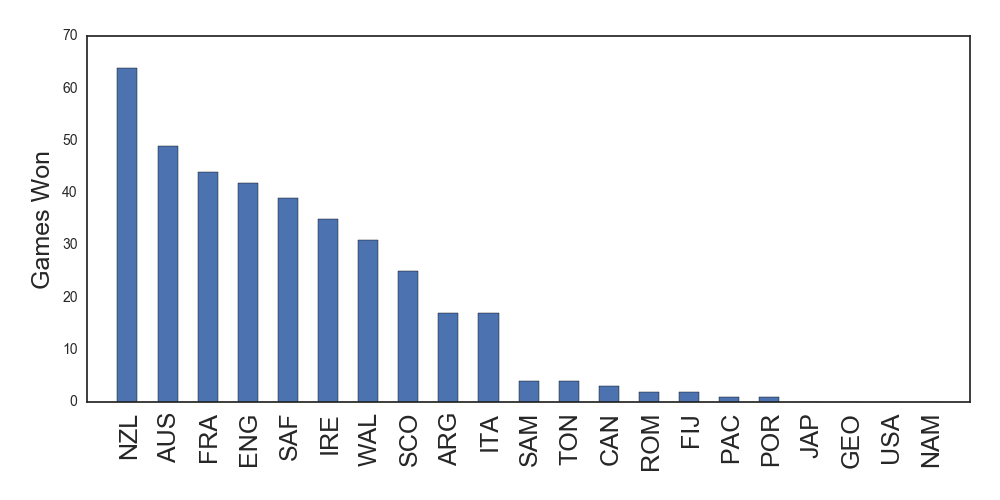 Games Won
70
60
50
40
30
20
10
0
NZL
AUS
FRA
ENG
SAF
IRE
WAL
SCO
ARG
ITA
SAM
TON
CAN
ROM
FIJ
PAC
POR
JAP
GEO
USA
NAM